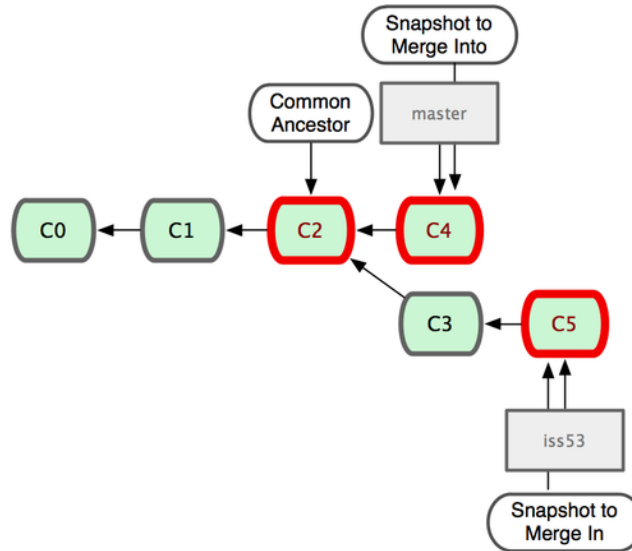 Snapshot to
Merge Into
Common
Ancestor
master
C0
C1
C2
C4
C3
C5
iss53
Snapshot to
Merge In